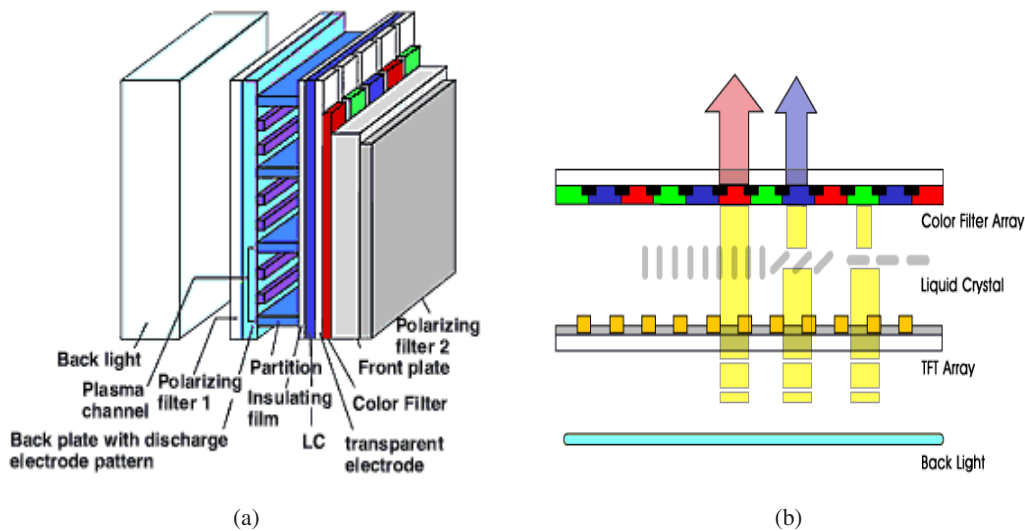 Back light
Plasma
channel
Polarizing
filter 1
Back plate with discharge
electrode pattern
Partition
Insulating
film
LC
Polarizing
filter 2
Front plate
Color Filter
transparent
electrode
(a)
Color Filter Array
Liquid Crystal
TFT Array
Back Light
(b)